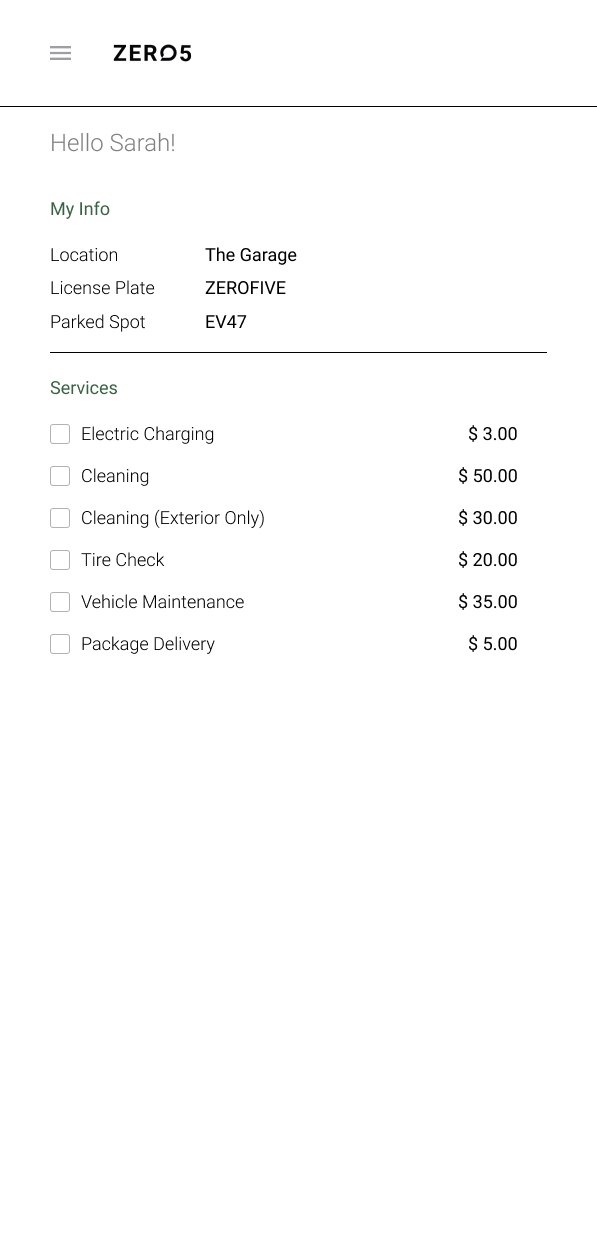 ZERO5
Hello Sarah!
My Info
Location The Garage
License Plate ZEROFIVE
Parked Spot EV47
Services
Electric Charging $ 3.00
Cleaning $ 50.00
Cleaning (Exterior Only) $ 30.00
Tire Check $ 20.00
Vehicle Maintenance $ 35.00
Package Delivery $ 5.00